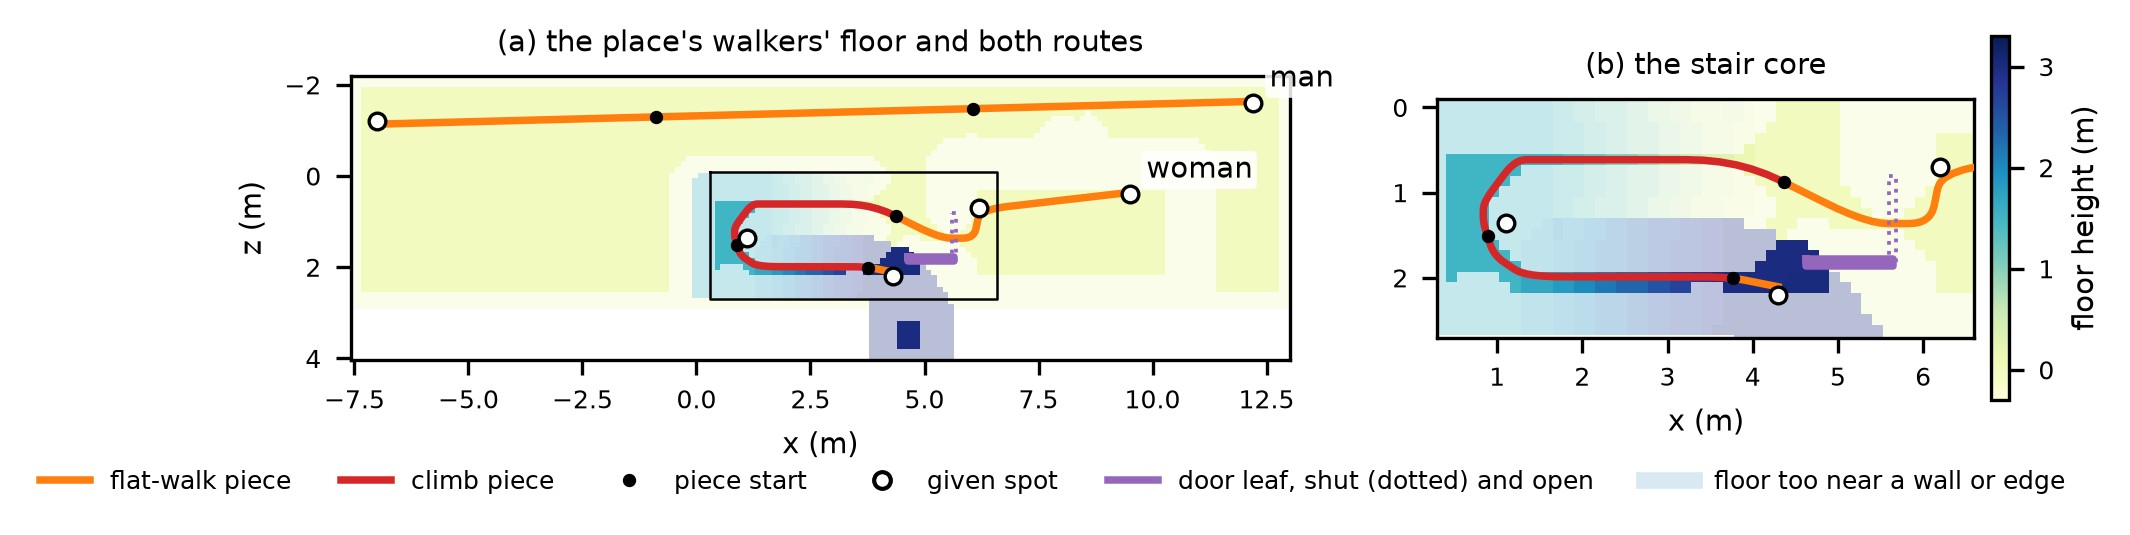 (a) the place's walkers' floor and both routes
man
woman
−2
0
2
4
z (m)
−7.5 −5.0 −2.5 0.0 2.5 5.0 7.5 10.0 12.5
x (m)
(b) the stair core
0
1
2
1 2 3 4 5 6
x (m)
3
2
1
0
floor height (m)
flat-walk piece climb piece piece start given spot door leaf, shut (dotted) and open floor too near a wall or edge